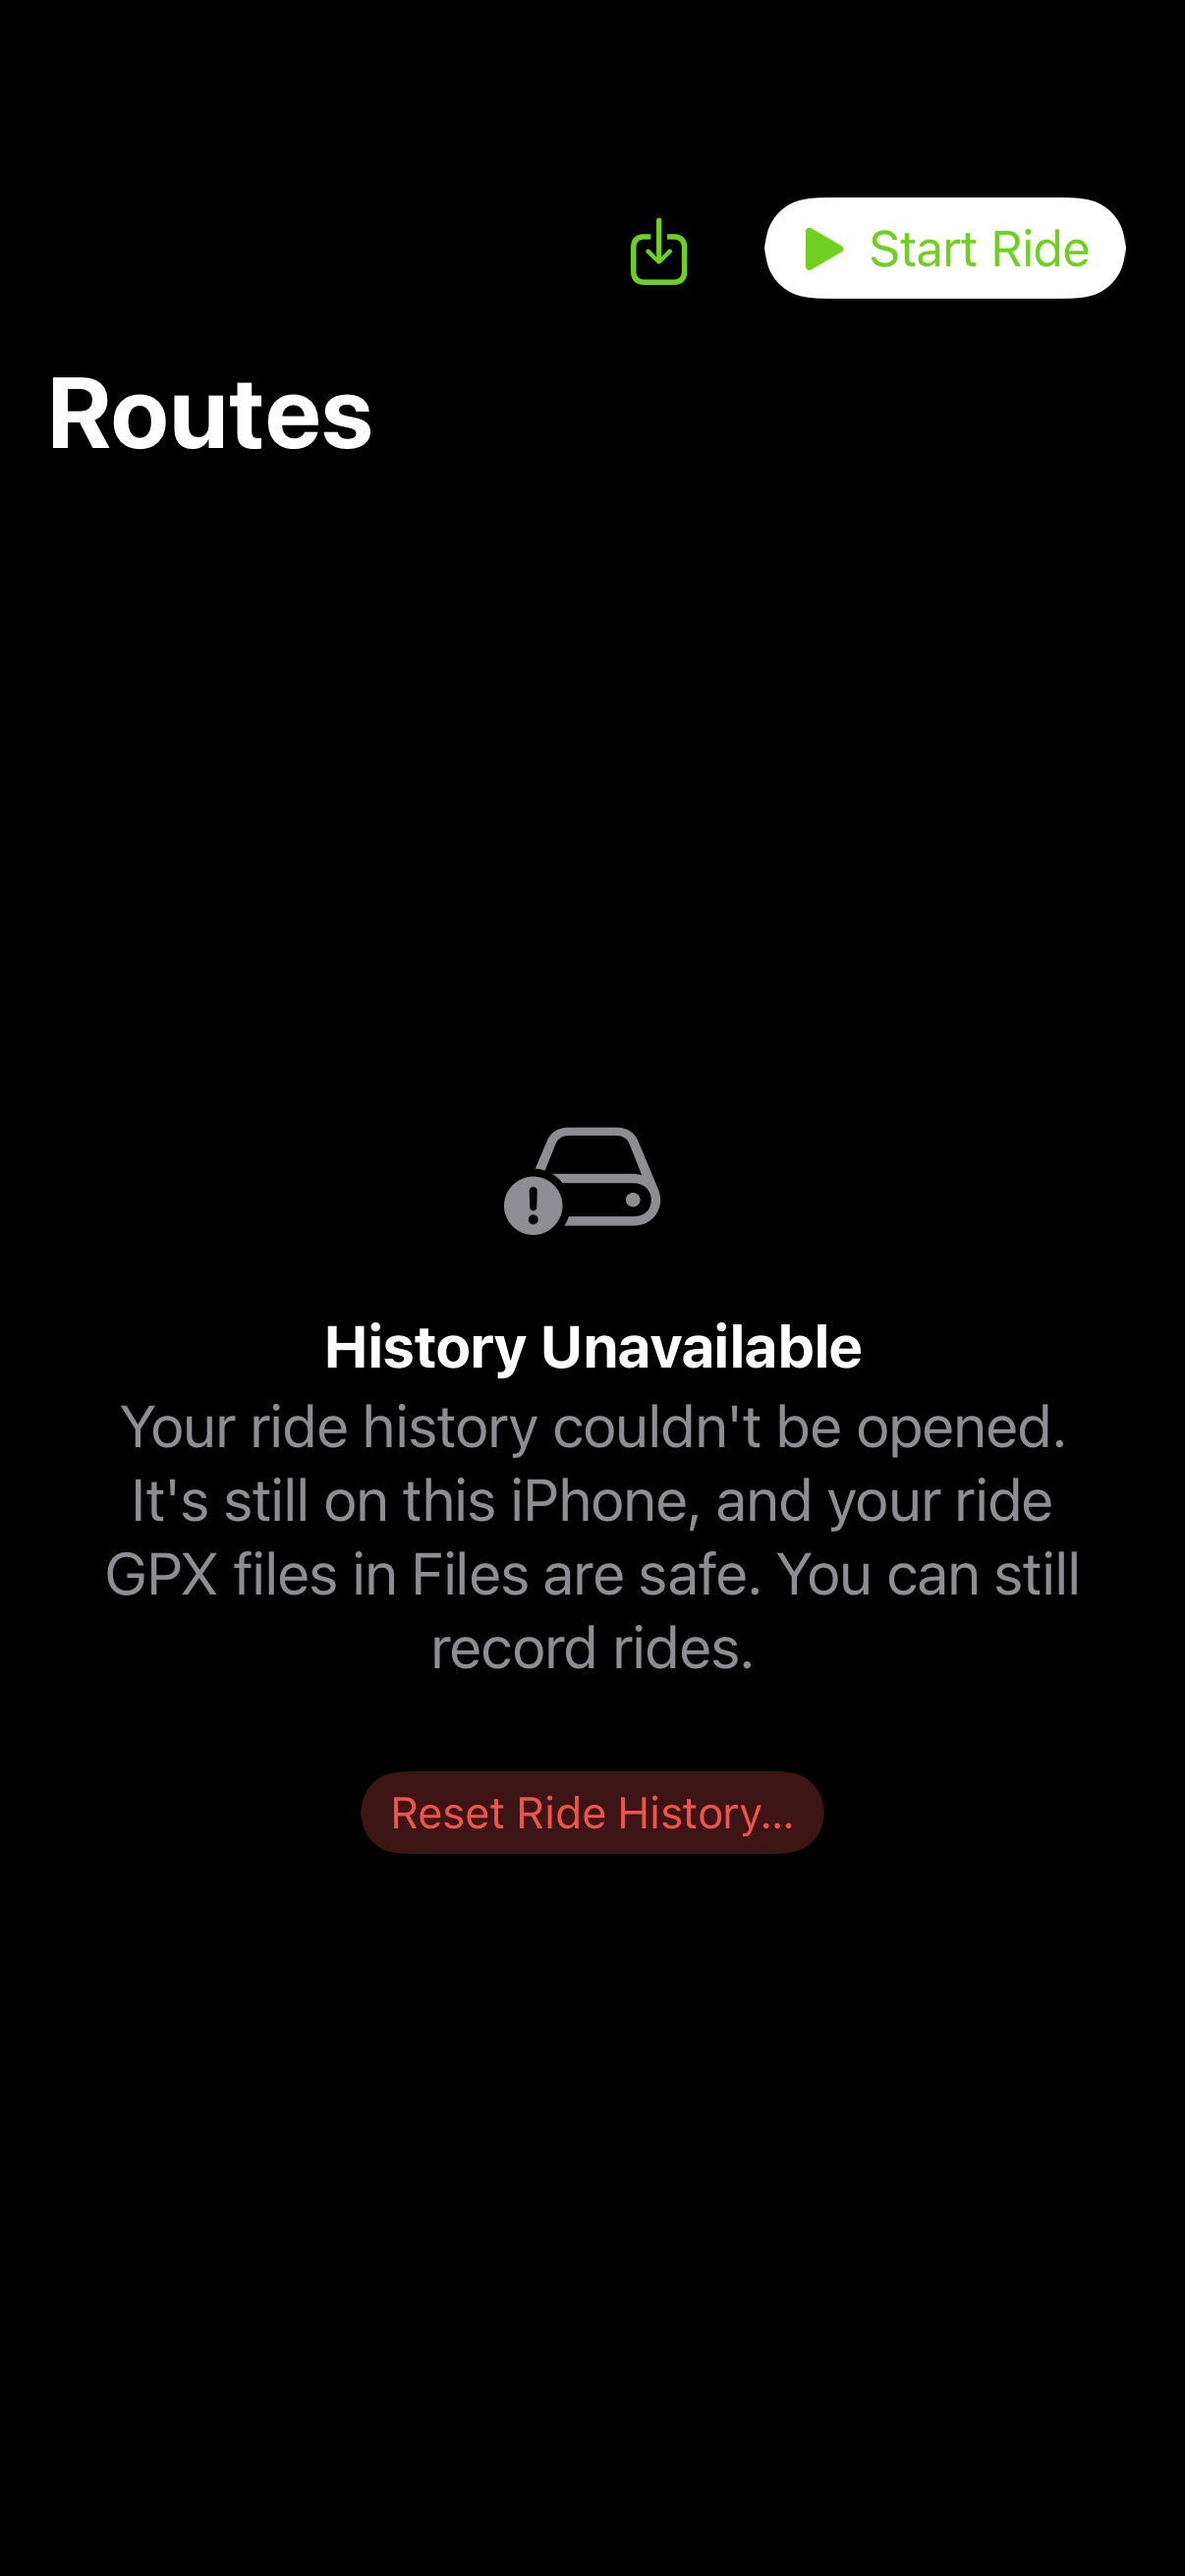 Start Ride
Routes
History Unavailable
Your ride history couldn't be opened.
It's still on this iPhone, and your ride
GPX files in Files are safe. You can still
record rides.
Reset Ride History...